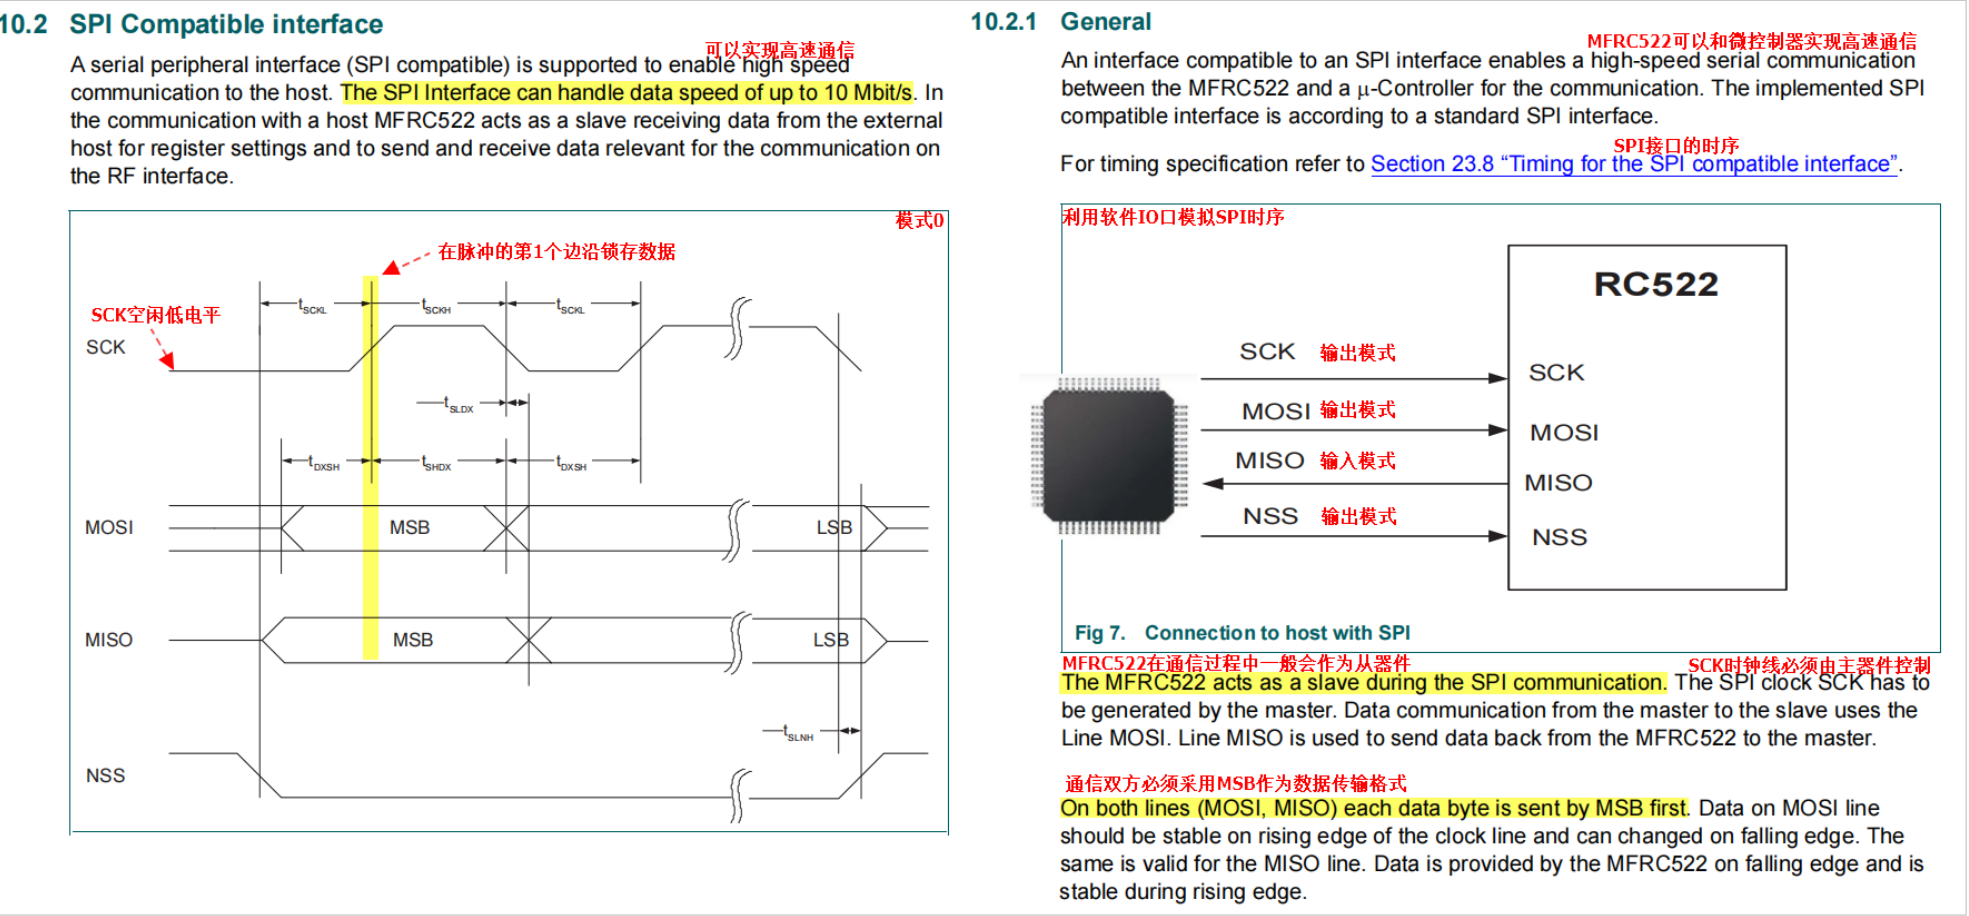 10.2 SPI Compatible interface
可以实现高速通信
A serial peripheral interface (SPI compatible) is supported to enable high speed
communication to the host. The SPI Interface can handle data speed of up to 10 Mbit/s. In
the communication with a host MFRC522 acts as a slave receiving data from the external
host for register settings and to send and receive data relevant for the communication on
the RF interface.
模式0
在脉冲的第1个边沿锁存数据
SCK空闲低电平
tSCKL tSCKH tSCKL
SCK
tSLDX
tDXSH tSHDX tDXSH
MOSI MSB LSB
MISO MSB LSB
tSLNH
NSS
10.2.1 General
MFRC522可以和微控制器实现高速通信
An interface compatible to an SPI interface enables a high-speed serial communication
between the MFRC522 and a μ-Controller for the communication. The implemented SPI
compatible interface is according to a standard SPI interface.
SPI接口的时序
For timing specification refer to Section 23.8 “Timing for the SPI compatible interface”.
利用软件IO口模拟SPI时序
RC522
SCK 输出模式 SCK
MOSI 输出模式 MOSI
MISO 输入模式 MISO
NSS 输出模式 NSS
Fig 7. Connection to host with SPI
MFRC522在通信过程中一般会作为从器件 SCK时钟线必须由主器件控制
The MFRC522 acts as a slave during the SPI communication. The SPI clock SCK has to
be generated by the master. Data communication from the master to the slave uses the
Line MOSI. Line MISO is used to send data back from the MFRC522 to the master.
通信双方必须采用MSB作为数据传输格式
On both lines (MOSI, MISO) each data byte is sent by MSB first. Data on MOSI line
should be stable on rising edge of the clock line and can changed on falling edge. The
same is valid for the MISO line. Data is provided by the MFRC522 on falling edge and is
stable during rising edge.